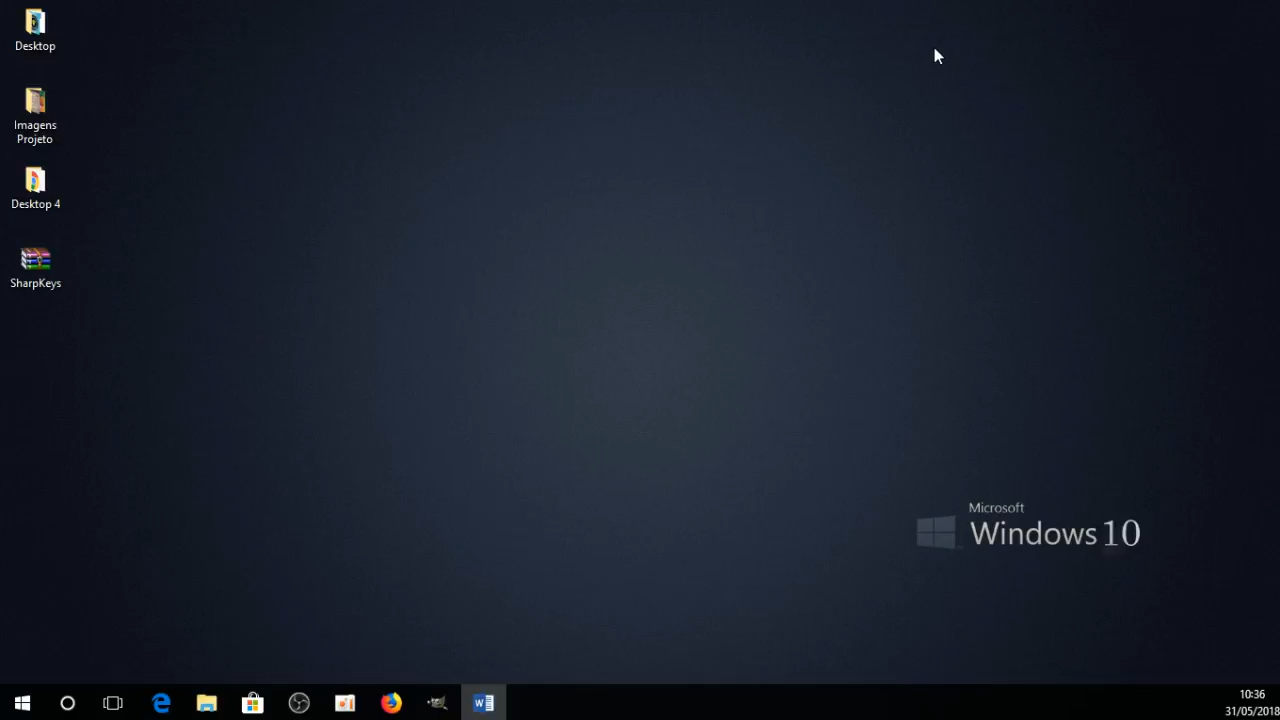 Desktop
Imagens
Projeto
Desktop 4
SharpKeys
Microsoft
Windows 10
W
10:36
31/05/2018